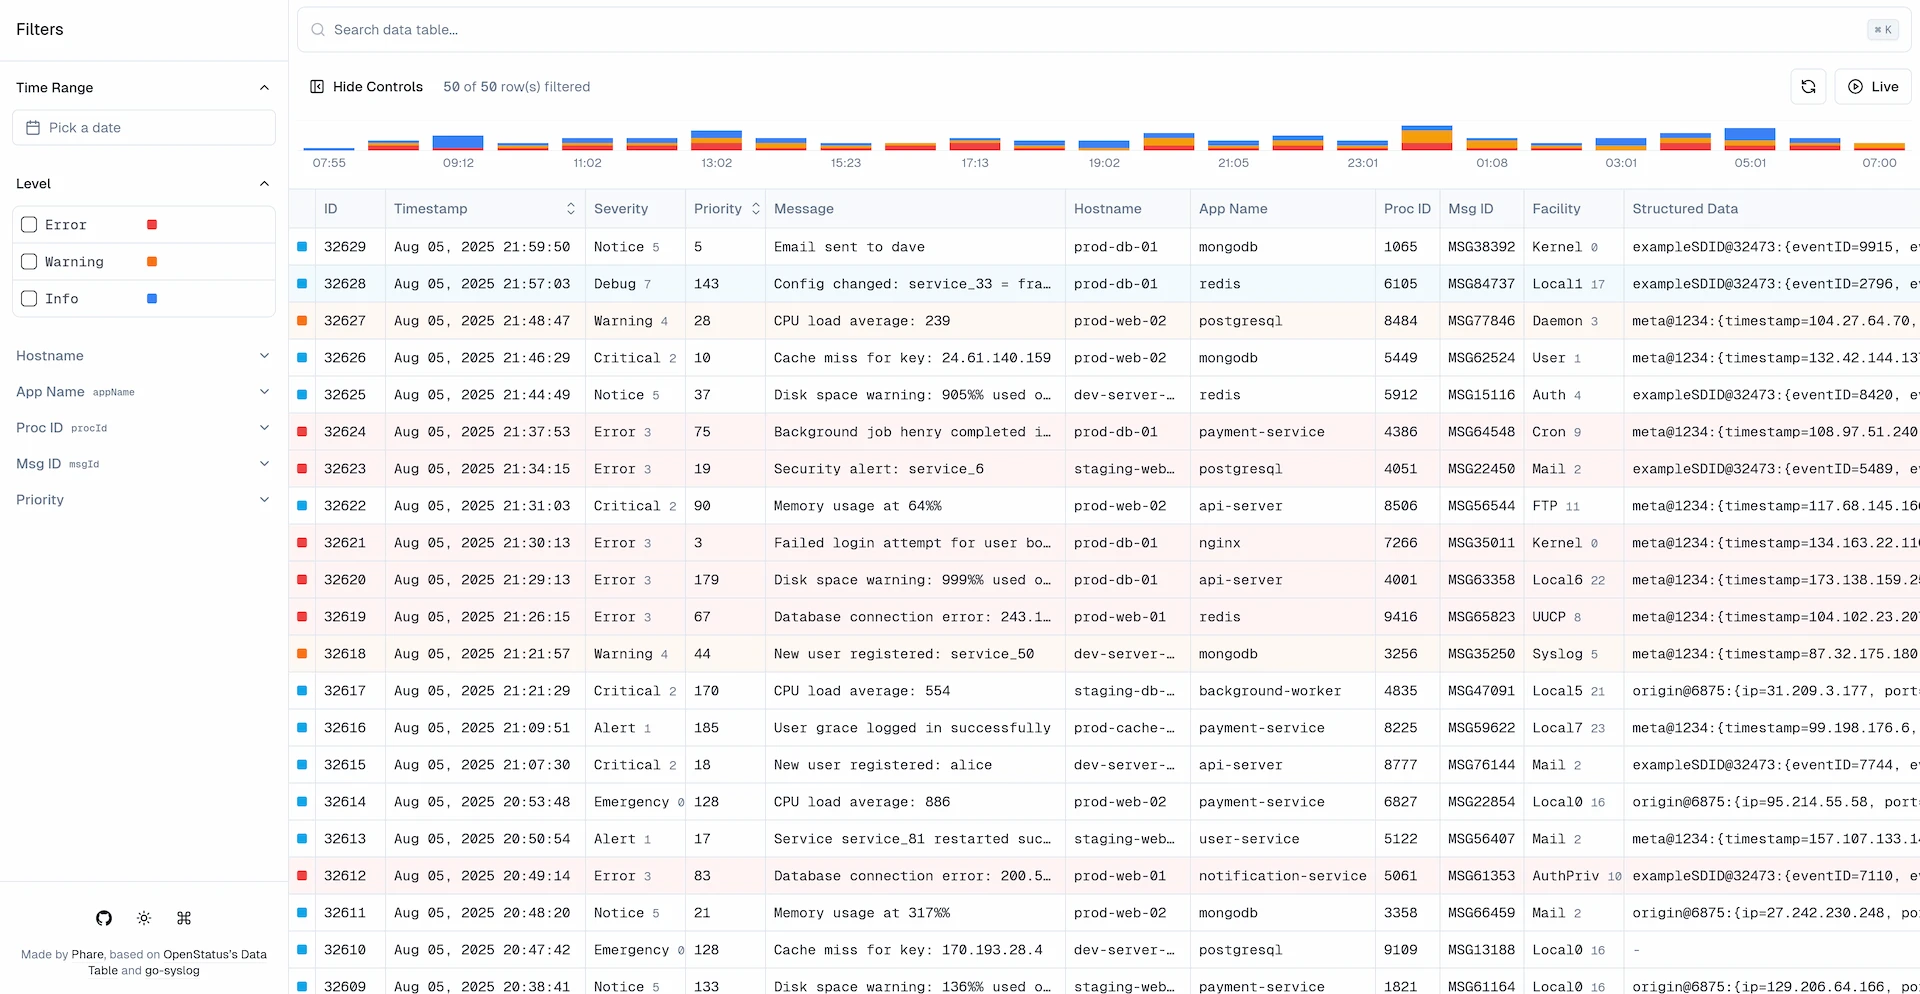 Filters
Time Range
Pick a date
Level
Error
Warning
Info
Hostname
App Name appName
Proc ID procId
Msg ID msgId
Priority
Made by Phare, based on OpenStatus's Data
Table and go-syslog
Search data table...
⌘ K
Hide Controls 50 of 50 row(s) filtered
Live
07:55 09:12 11:02 13:02 15:23 17:13 19:02 21:05 23:01 01:08 03:01 05:01 07:00
ID Timestamp Severity Priority Message Hostname App Name Proc ID Msg ID Facility Structured Data
32629 Aug 05, 2025 21:59:50 Notice 5 5 Email sent to dave prod-db-01 mongodb 1065 MSG38392 Kernel 0 exampleSDID@32473:{eventID=9915, e
32628 Aug 05, 2025 21:57:03 Debug 7 143 Config changed: service_33 = fra… prod-db-01 redis 6105 MSG84737 Local1 17 exampleSDID@32473:{eventID=2796, e
32627 Aug 05, 2025 21:48:47 Warning 4 28 CPU load average: 239 prod-web-02 postgresql 8484 MSG77846 Daemon 3 meta@1234:{timestamp=104.27.64.70,
32626 Aug 05, 2025 21:46:29 Critical 2 10 Cache miss for key: 24.61.140.159 prod-web-02 mongodb 5449 MSG62524 User 1 meta@1234:{timestamp=132.42.144.13
32625 Aug 05, 2025 21:44:49 Notice 5 37 Disk space warning: 905%% used o… dev-server-… redis 5912 MSG15116 Auth 4 exampleSDID@32473:{eventID=8420, e
32624 Aug 05, 2025 21:37:53 Error 3 75 Background job henry completed i… prod-db-01 payment-service 4386 MSG64548 Cron 9 meta@1234:{timestamp=108.97.51.240
32623 Aug 05, 2025 21:34:15 Error 3 19 Security alert: service_6 staging-web… postgresql 4051 MSG22450 Mail 2 exampleSDID@32473:{eventID=5489, e
32622 Aug 05, 2025 21:31:03 Critical 2 90 Memory usage at 64%% prod-web-02 api-server 8506 MSG56544 FTP 11 meta@1234:{timestamp=117.68.145.16
32621 Aug 05, 2025 21:30:13 Error 3 3 Failed login attempt for user bo… prod-db-01 nginx 7266 MSG35011 Kernel 0 meta@1234:{timestamp=134.163.22.11
32620 Aug 05, 2025 21:29:13 Error 3 179 Disk space warning: 999%% used o… prod-db-01 api-server 4001 MSG63358 Local6 22 meta@1234:{timestamp=173.138.159.2
32619 Aug 05, 2025 21:26:15 Error 3 67 Database connection error: 243.1… prod-web-01 redis 9416 MSG65823 UUCP 8 meta@1234:{timestamp=104.102.23.20
32618 Aug 05, 2025 21:21:57 Warning 4 44 New user registered: service_50 dev-server-… mongodb 3256 MSG35250 Syslog 5 meta@1234:{timestamp=87.32.175.180
32617 Aug 05, 2025 21:21:29 Critical 2 170 CPU load average: 554 staging-db-… background-worker 4835 MSG47091 Local5 21 origin@6875:{ip=31.209.3.177, port=
32616 Aug 05, 2025 21:09:51 Alert 1 185 User grace logged in successfully prod-cache-… payment-service 8225 MSG59622 Local7 23 meta@1234:{timestamp=99.198.176.6,
32615 Aug 05, 2025 21:07:30 Critical 2 18 New user registered: alice dev-server-… api-server 8777 MSG76144 Mail 2 exampleSDID@32473:{eventID=7744, e
32614 Aug 05, 2025 20:53:48 Emergency 0 128 CPU load average: 886 prod-web-02 payment-service 6827 MSG22854 Local0 16 origin@6875:{ip=95.214.55.58, port=
32613 Aug 05, 2025 20:50:54 Alert 1 17 Service service_81 restarted suc… staging-web… user-service 5122 MSG56407 Mail 2 meta@1234:{timestamp=157.107.133.1
32612 Aug 05, 2025 20:49:14 Error 3 83 Database connection error: 200.5… prod-web-01 notification-service 5061 MSG61353 AuthPriv 10 exampleSDID@32473:{eventID=7110, e
32611 Aug 05, 2025 20:48:20 Notice 5 21 Memory usage at 317%% prod-web-02 mongodb 3358 MSG66459 Mail 2 origin@6875:{ip=27.242.230.248, po
32610 Aug 05, 2025 20:47:42 Emergency 0 128 Cache miss for key: 170.193.28.4 dev-server-… postgresql 9109 MSG13188 Local0 16 -
32609 Aug 05, 2025 20:38:41 Notice 5 133 Disk space warning: 136%% used o… staging-web… payment-service 1821 MSG61164 Local0 16 origin@6875:{ip=129.206.64.166, po